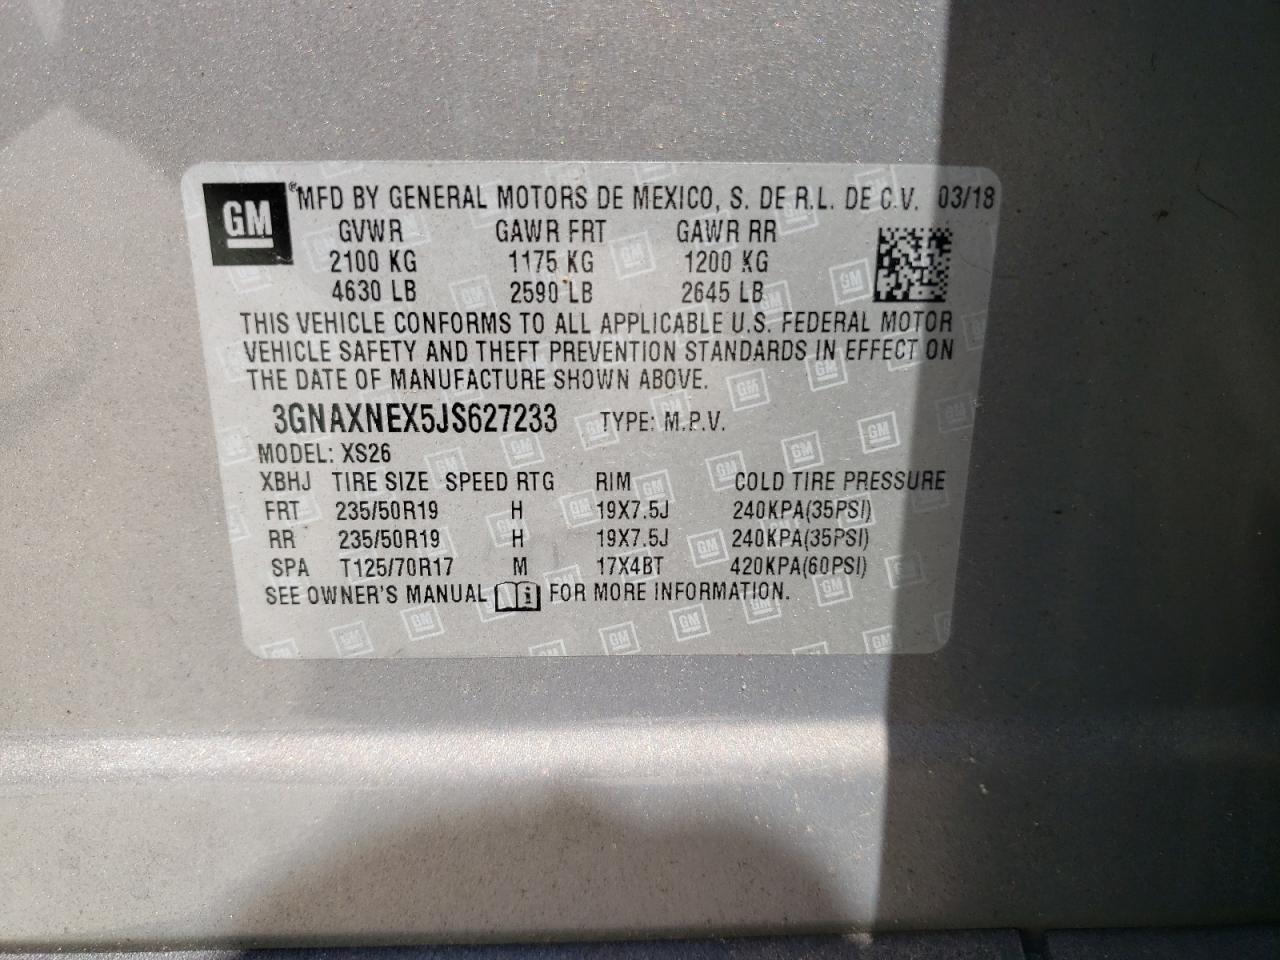 GM ® MFD BY GENERAL MOTORS DE MEXICO, S. DE R.L. DE C.V. 03/18
GVWR GAWR FRT GAWR RR
2100 KG 1175 KG 1200 KG
4630 LB 2590 LB 2645 LB
THIS VEHICLE CONFORMS TO ALL APPLICABLE U.S. FEDERAL MOTOR
VEHICLE SAFETY AND THEFT PREVENTION STANDARDS IN EFFECT ON
THE DATE OF MANUFACTURE SHOWN ABOVE.
3GNAXNEX5JS627233 TYPE: M.P.V.
MODEL: XS26
XBHJ TIRE SIZE SPEED RTG RIM COLD TIRE PRESSURE
FRT 235/50R19 H 19X7.5J 240KPA(35PSI)
RR 235/50R19 H 19X7.5J 240KPA(35PSI)
SPA T125/70R17 M 17X4BT 420KPA(60PSI)
SEE OWNER'S MANUAL i FOR MORE INFORMATION.